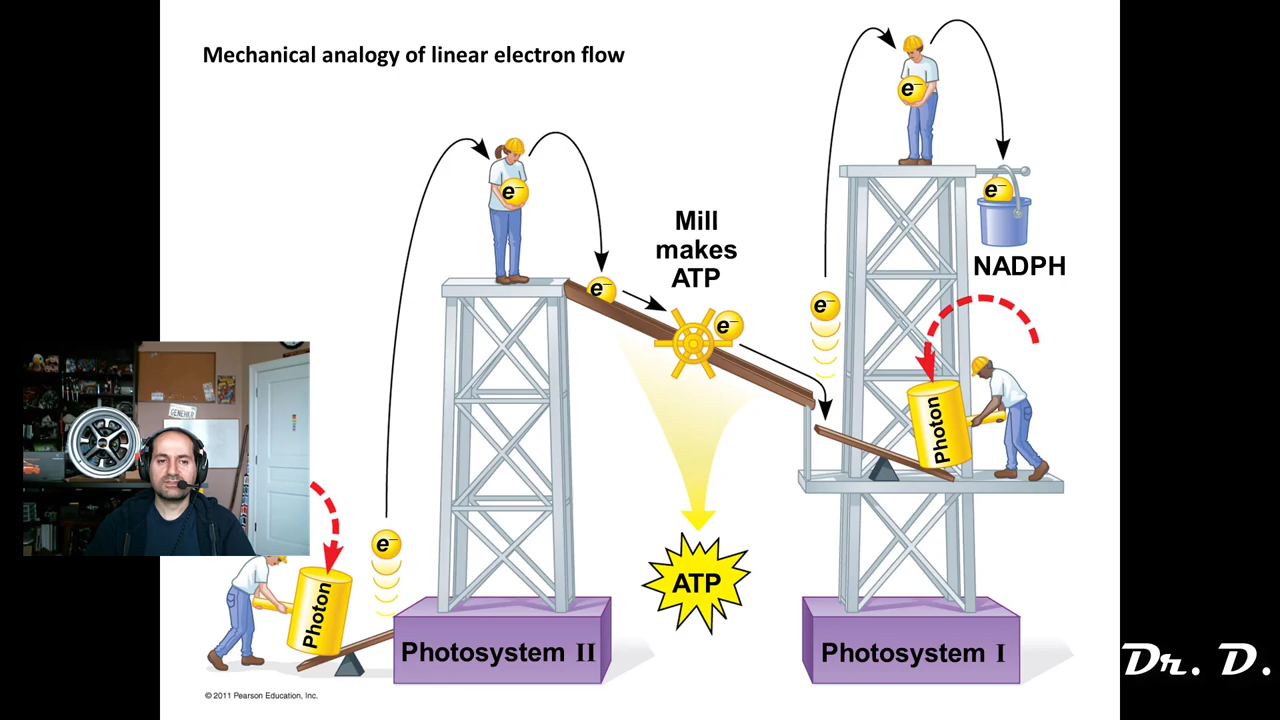 Mechanical analogy of linear electron flow
e⁻
e⁻
e⁻
e⁻
Mill
makes
ATP
e⁻
e⁻
e⁻
NADPH
Photon
GENEHKR
e⁻
Photon
ATP
Photosystem II
Photosystem I
Dr. D.
© 2011 Pearson Education, Inc.